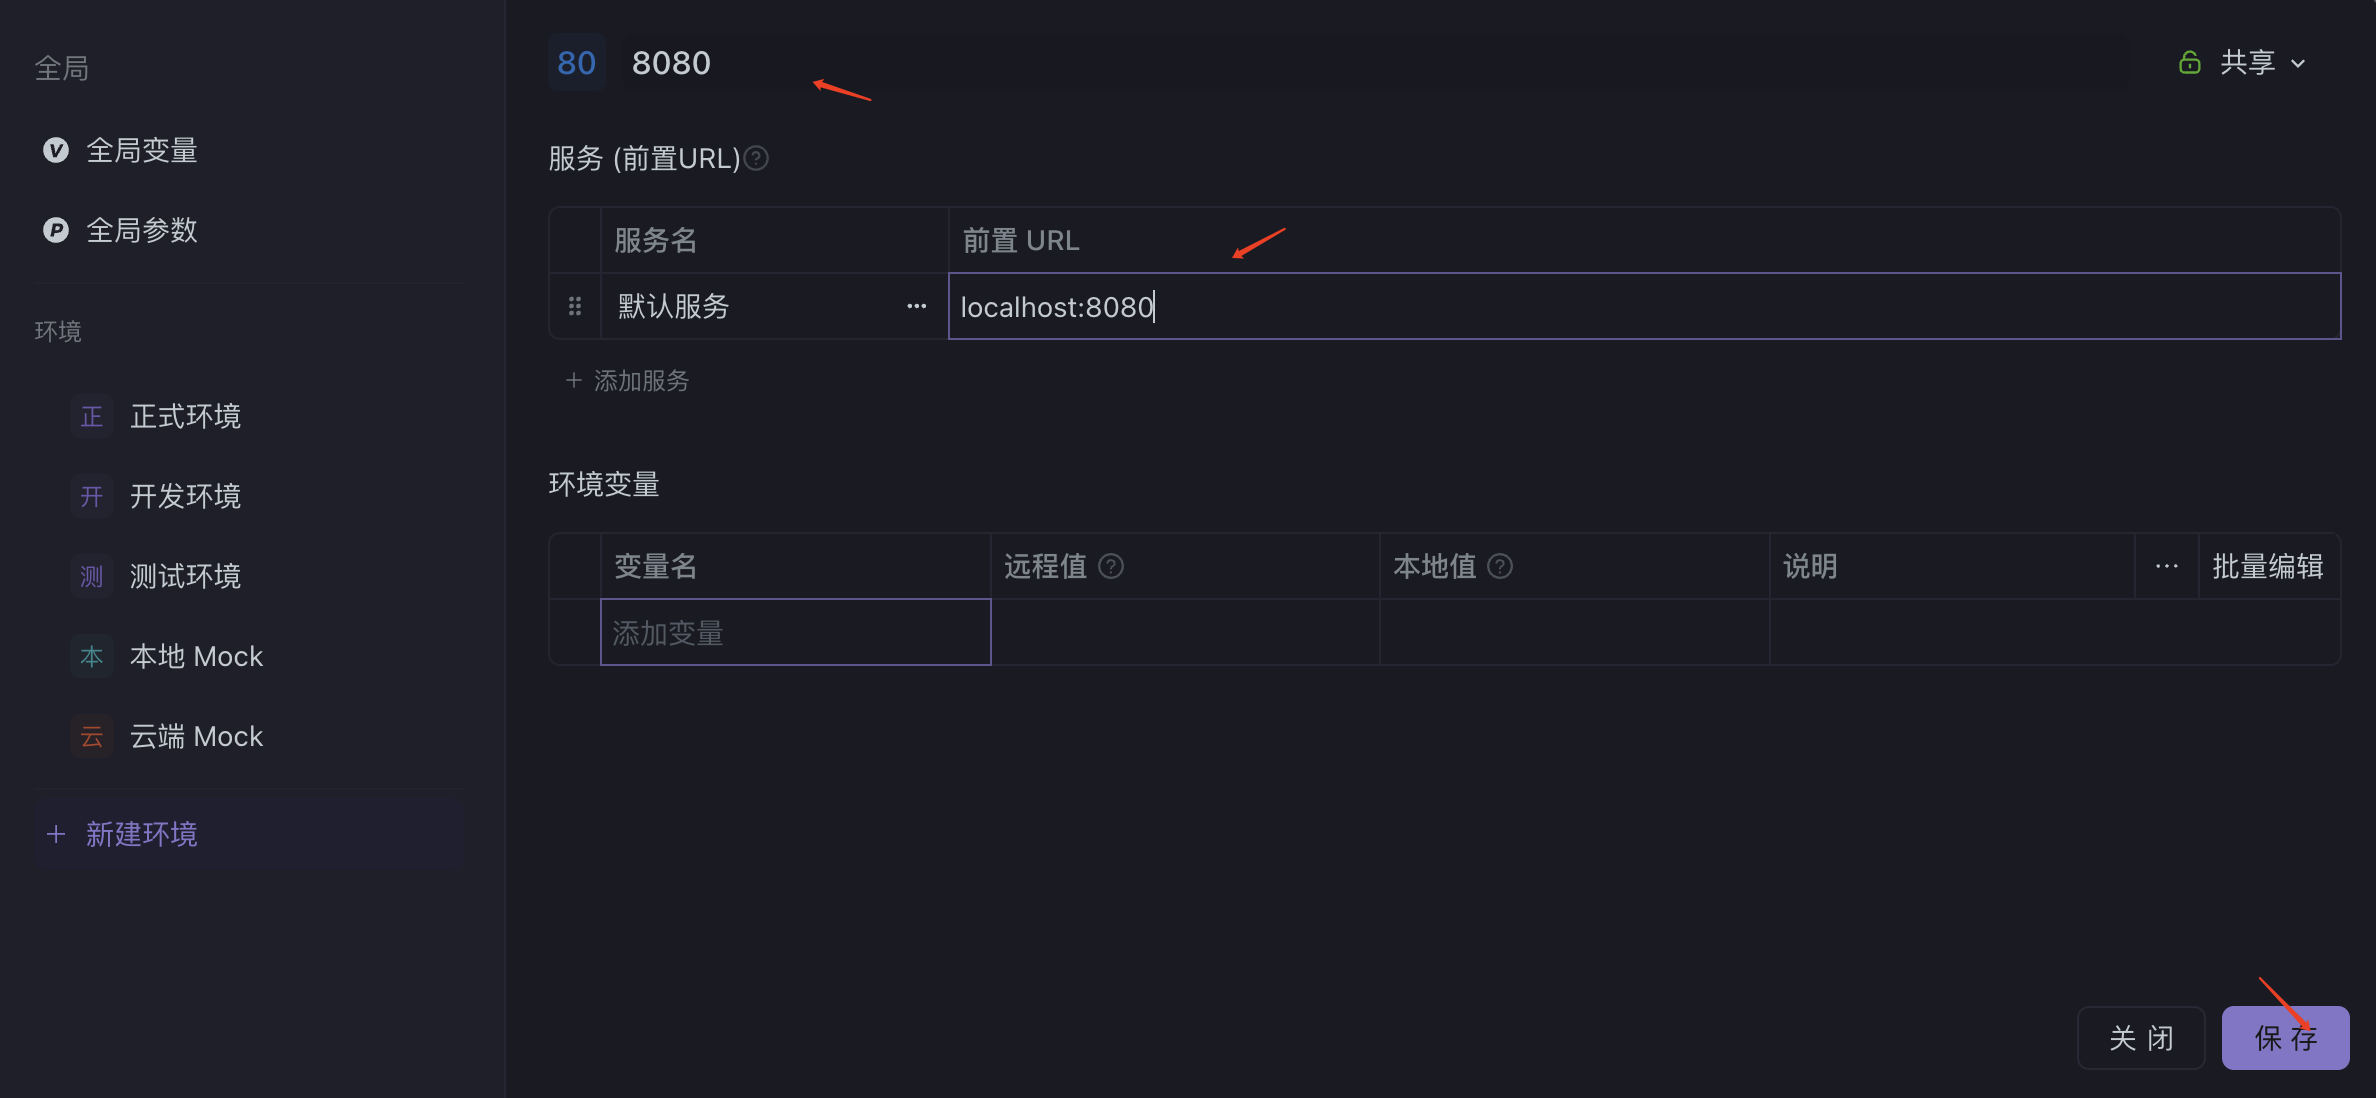 全局
全局变量
全局参数
环境
正 正式环境
开 开发环境
测 测试环境
本 本地 Mock
云 云端 Mock
+ 新建环境
80 8080
共享
服务 (前置URL)
服务名 前置 URL
默认服务 ··· localhost:8080
+ 添加服务
环境变量
变量名 远程值 本地值 说明 ··· 批量编辑
添加变量
关 闭 保 存